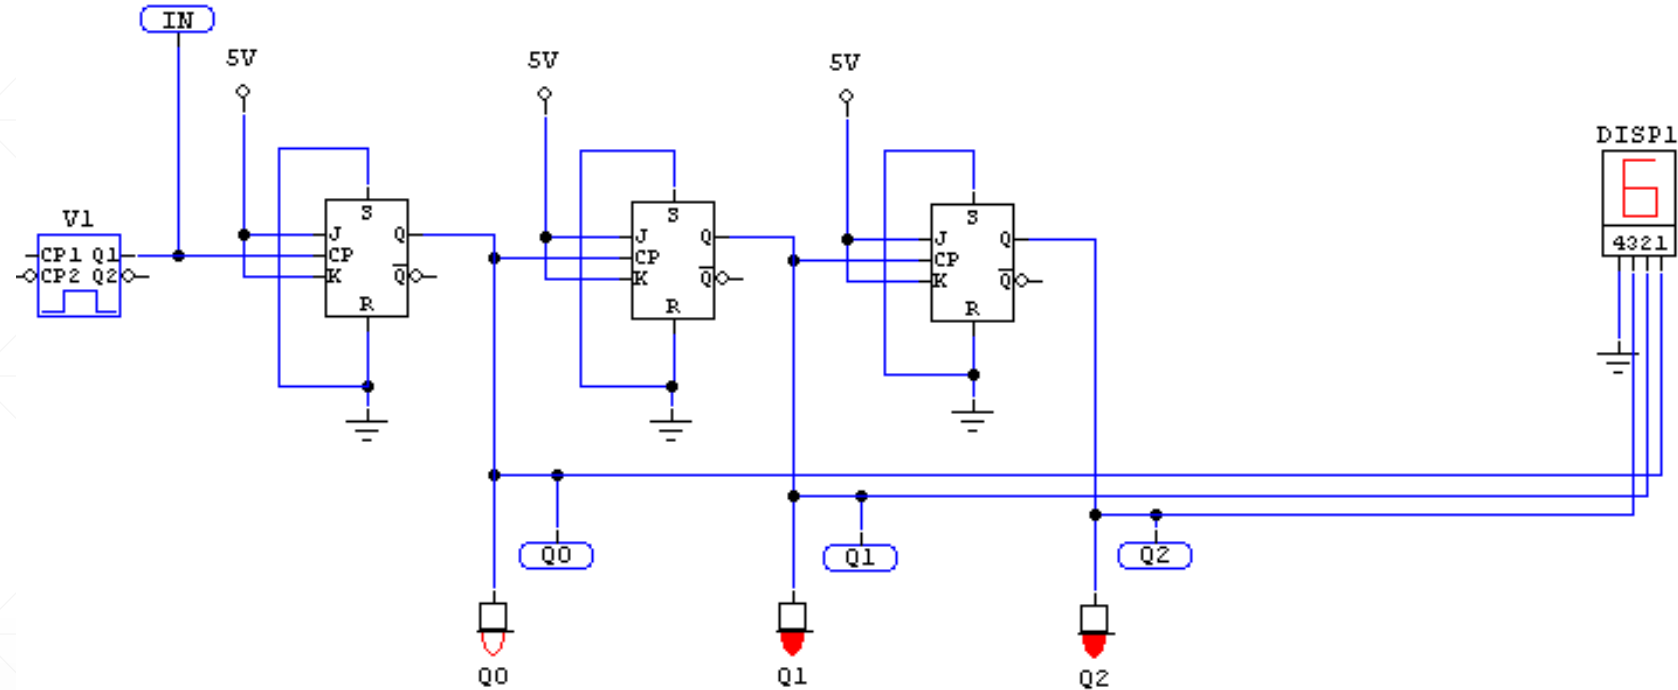 IN
5V
5V
5V
DISP1
6
4321
V1
CP1 Q1
CP2 Q2
S
J Q
CP
K Q̅
R
S
J Q
CP
K Q̅
R
S
J Q
CP
K Q̅
R
Q0
Q1
Q2
Q0
Q1
Q2